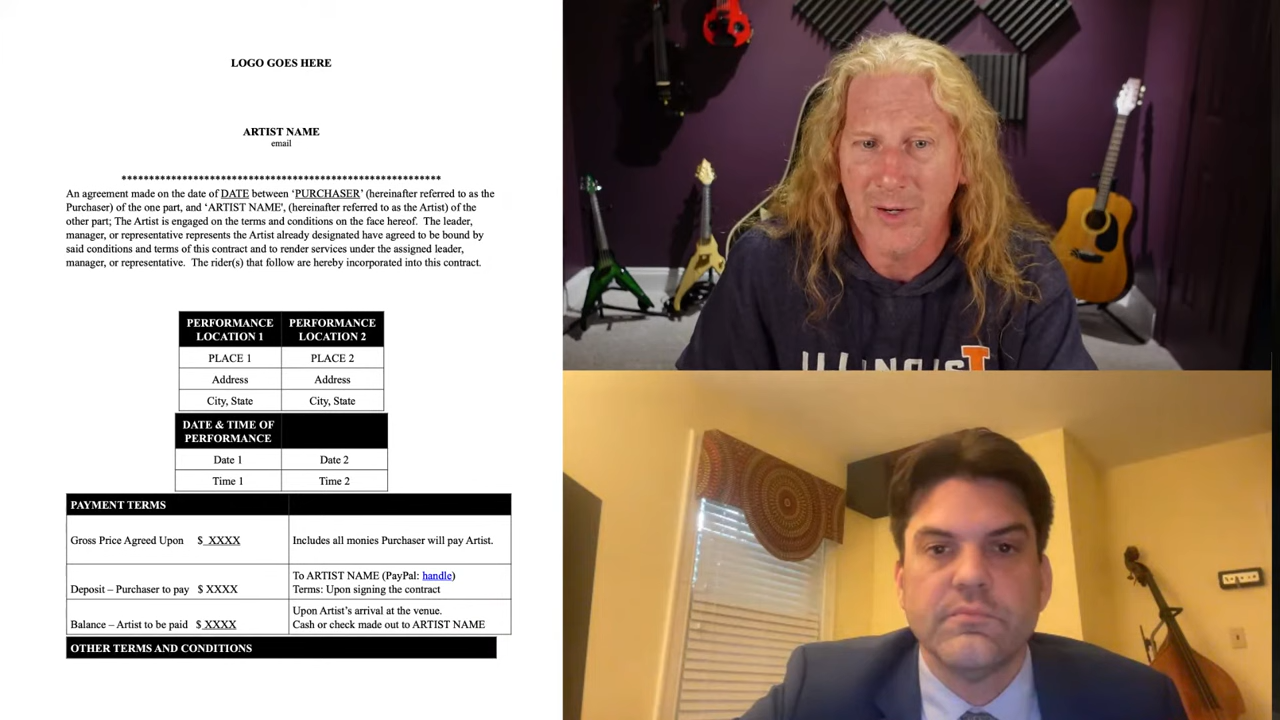 LOGO GOES HERE
ARTIST NAME
email
*********************************************************
An agreement made on the date of DATE between ‘PURCHASER’ (hereinafter referred to as the
Purchaser) of the one part, and ‘ARTIST NAME’, (hereinafter referred to as the Artist) of the
other part; The Artist is engaged on the terms and conditions on the face hereof.  The leader,
manager, or representative represents the Artist already designated have agreed to be bound by
said conditions and terms of this contract and to render services under the assigned leader,
manager, or representative.  The rider(s) that follow are hereby incorporated into this contract.
PERFORMANCE LOCATION 1 PERFORMANCE LOCATION 2
PLACE 1 PLACE 2
Address Address
City, State City, State
DATE & TIME OF
PERFORMANCE
Date 1 Date 2
Time 1 Time 2
PAYMENT TERMS
Gross Price Agreed Upon $ XXXX Includes all monies Purchaser will pay Artist.
To ARTIST NAME (PayPal: handle)
Deposit – Purchaser to pay $ XXXX Terms: Upon signing the contract
Upon Artist’s arrival at the venue.
Balance – Artist to be paid $ XXXX Cash or check made out to ARTIST NAME
OTHER TERMS AND CONDITIONS
ILLINOIS
I